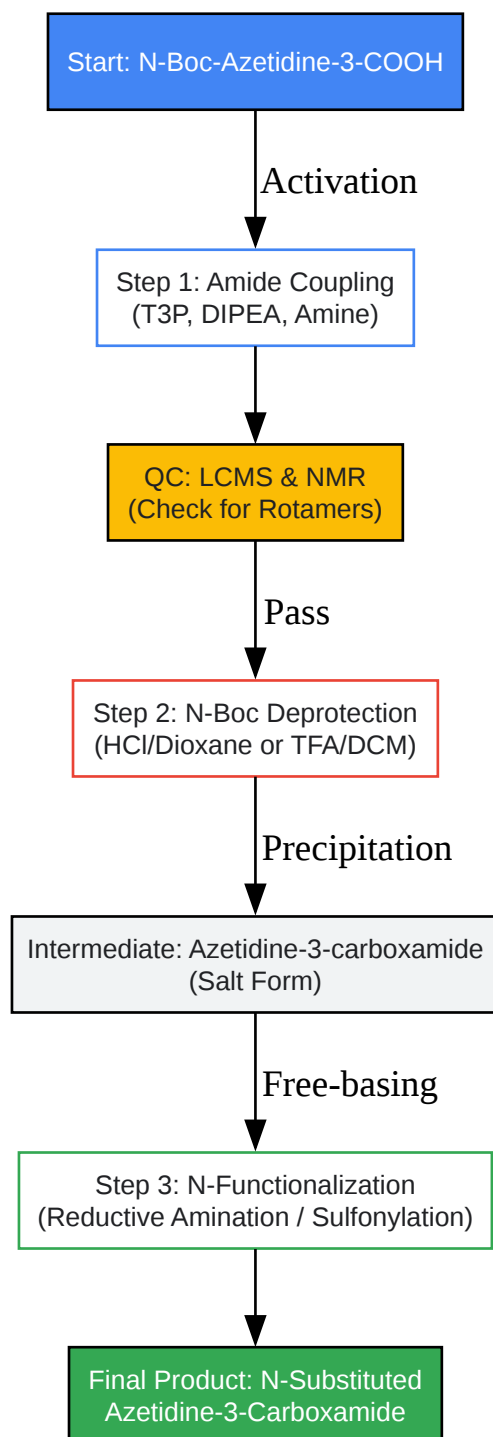 Start: N-Boc-Azetidine-3-COOH
Activation
Step 1: Amide Coupling
(T3P, DIPEA, Amine)
QC: LCMS & NMR
(Check for Rotamers)
Pass
Step 2: N-Boc Deprotection
(HCl/Dioxane or TFA/DCM)
Precipitation
Intermediate: Azetidine-3-carboxamide
(Salt Form)
Free-basing
Step 3: N-Functionalization
(Reductive Amination / Sulfonylation)
Final Product: N-Substituted
Azetidine-3-Carboxamide